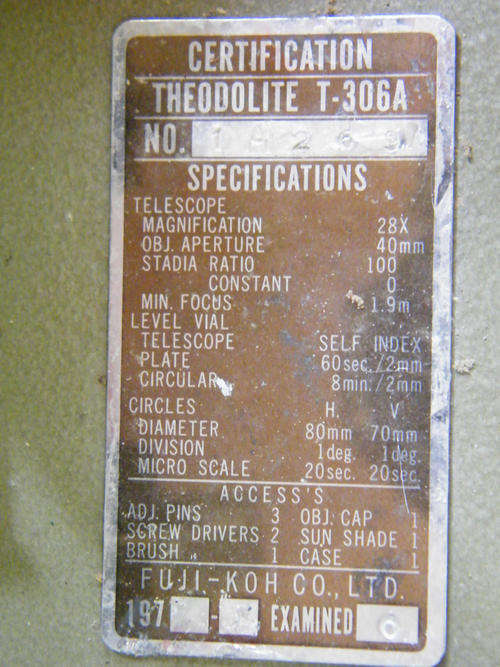 CERTIFICATION
THEODOLITE T-306A
NO.
SPECIFICATIONS
TELESCOPE
MAGNIFICATION 28X
OBJ. APERTURE 40mm
STADIA RATIO 100
CONSTANT 0
MIN. FOCUS 1.9m
LEVEL VIAL
TELESCOPE SELF INDEX
PLATE 60sec./2mm
CIRCULAR 8min./2mm
CIRCLES H. V.
DIAMETER 80mm 70mm
DIVISION 1deg. 1deg.
MICRO SCALE 20sec. 20sec.
ACCESS'S
ADJ. PINS 3 OBJ. CAP 1
SCREW DRIVERS 2 SUN SHADE 1
BRUSH 1 CASE 1
FUJI-KOH CO., LTD.
197 - EXAMINED 6